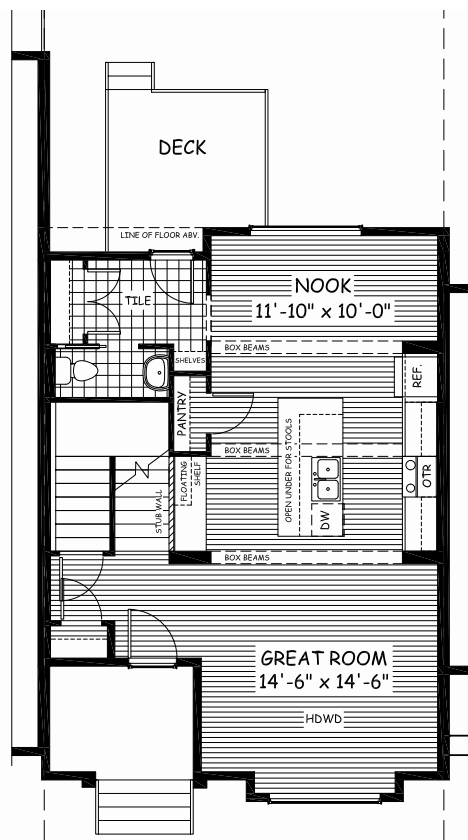 DECK
LINE OF FLOOR ABV.
TILE
NOOK
11'-10" x 10'-0"
BOX BEAMS
SHELVES
REF.
PANTRY
OPEN UNDER FOR STOOLS
BOX BEAMS
FLOATING
SHELF
OTR
STUB WALL
DW
BOX BEAMS
GREAT ROOM
14'-6" x 14'-6"
HDWD